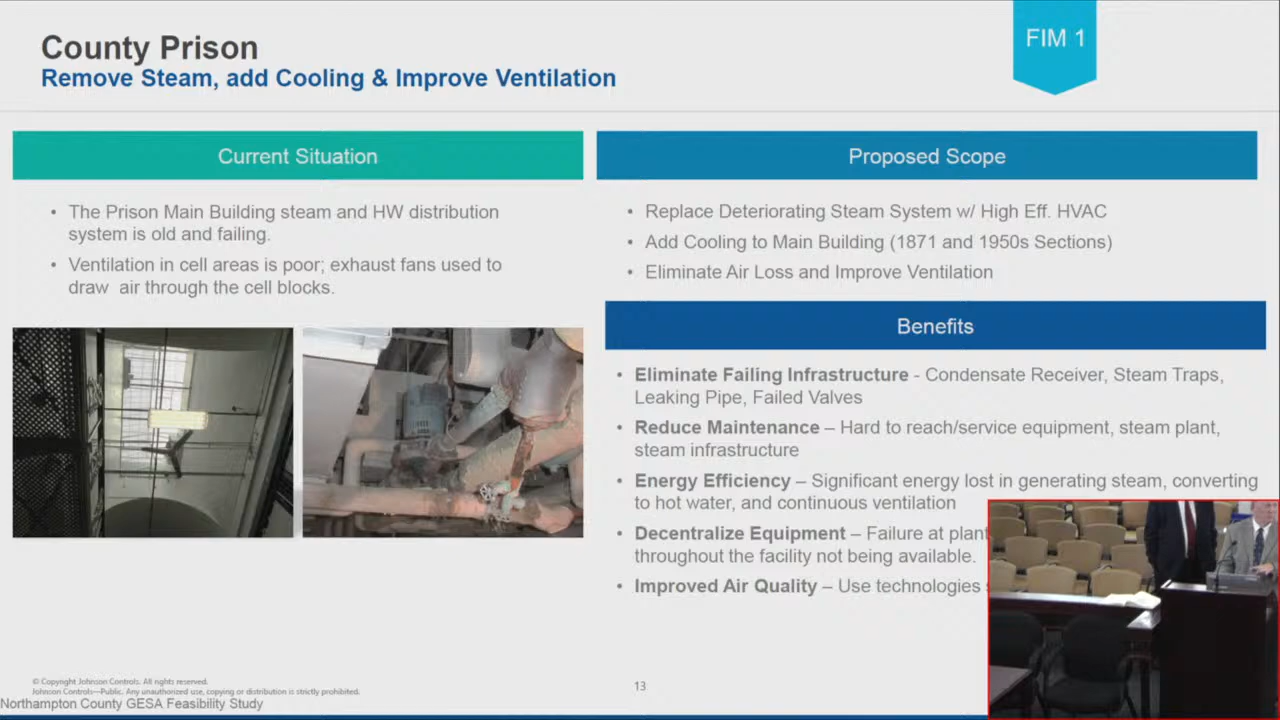 County Prison
Remove Steam, add Cooling & Improve Ventilation
FIM 1
Current Situation
• The Prison Main Building steam and HW distribution
system is old and failing.
• Ventilation in cell areas is poor; exhaust fans used to
draw air through the cell blocks.
Proposed Scope
• Replace Deteriorating Steam System w/ High Eff. HVAC
• Add Cooling to Main Building (1871 and 1950s Sections)
• Eliminate Air Loss and Improve Ventilation
Benefits
• Eliminate Failing Infrastructure - Condensate Receiver, Steam Traps,
Leaking Pipe, Failed Valves
• Reduce Maintenance – Hard to reach/service equipment, steam plant,
steam infrastructure
• Energy Efficiency – Significant energy lost in generating steam, converting
to hot water, and continuous ventilation
• Decentralize Equipment – Failure at plant
throughout the facility not being available.
• Improved Air Quality – Use technologies
© Copyright Johnson Controls. All rights reserved.
Johnson Controls—Public. Any unauthorized use, copying or distribution is strictly prohibited.
Northampton County GESA Feasibility Study
13